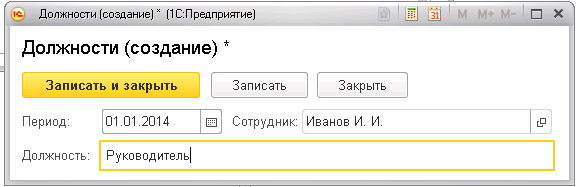 Должности (создание) * (1С:Предприятие)
M M+ M-
Должности (создание) *
Записать и закрыть Записать Закрыть
Период: 01.01.2014 Сотрудник: Иванов И. И.
Должность: Руководитель